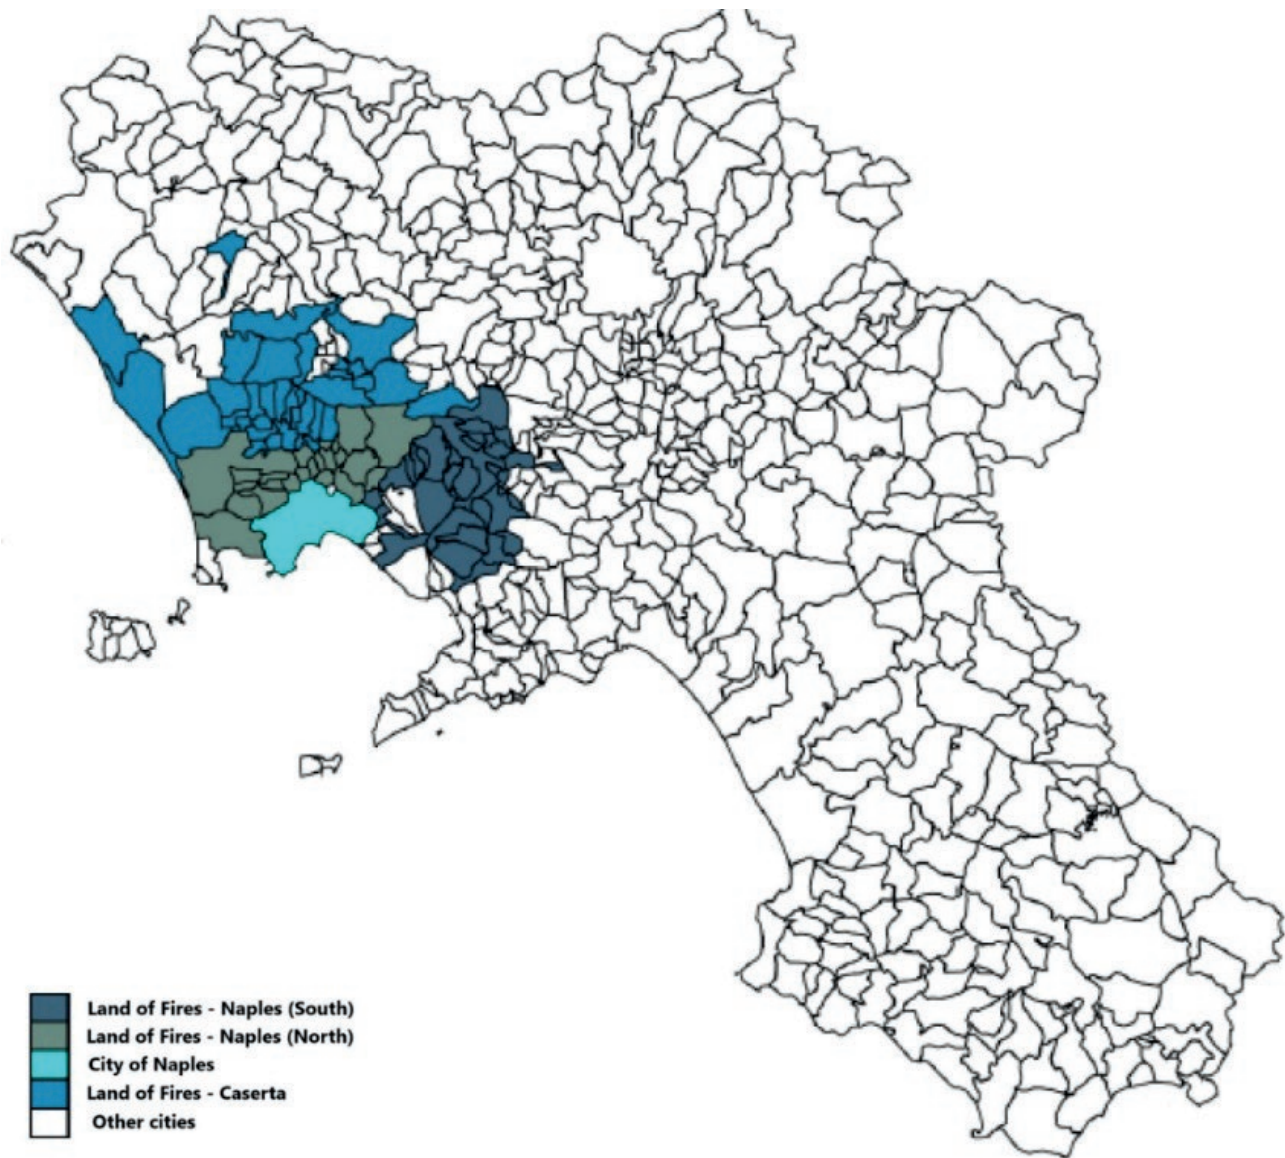 Land of Fires - Naples (South)
Land of Fires - Naples (North)
City of Naples
Land of Fires - Caserta
Other cities